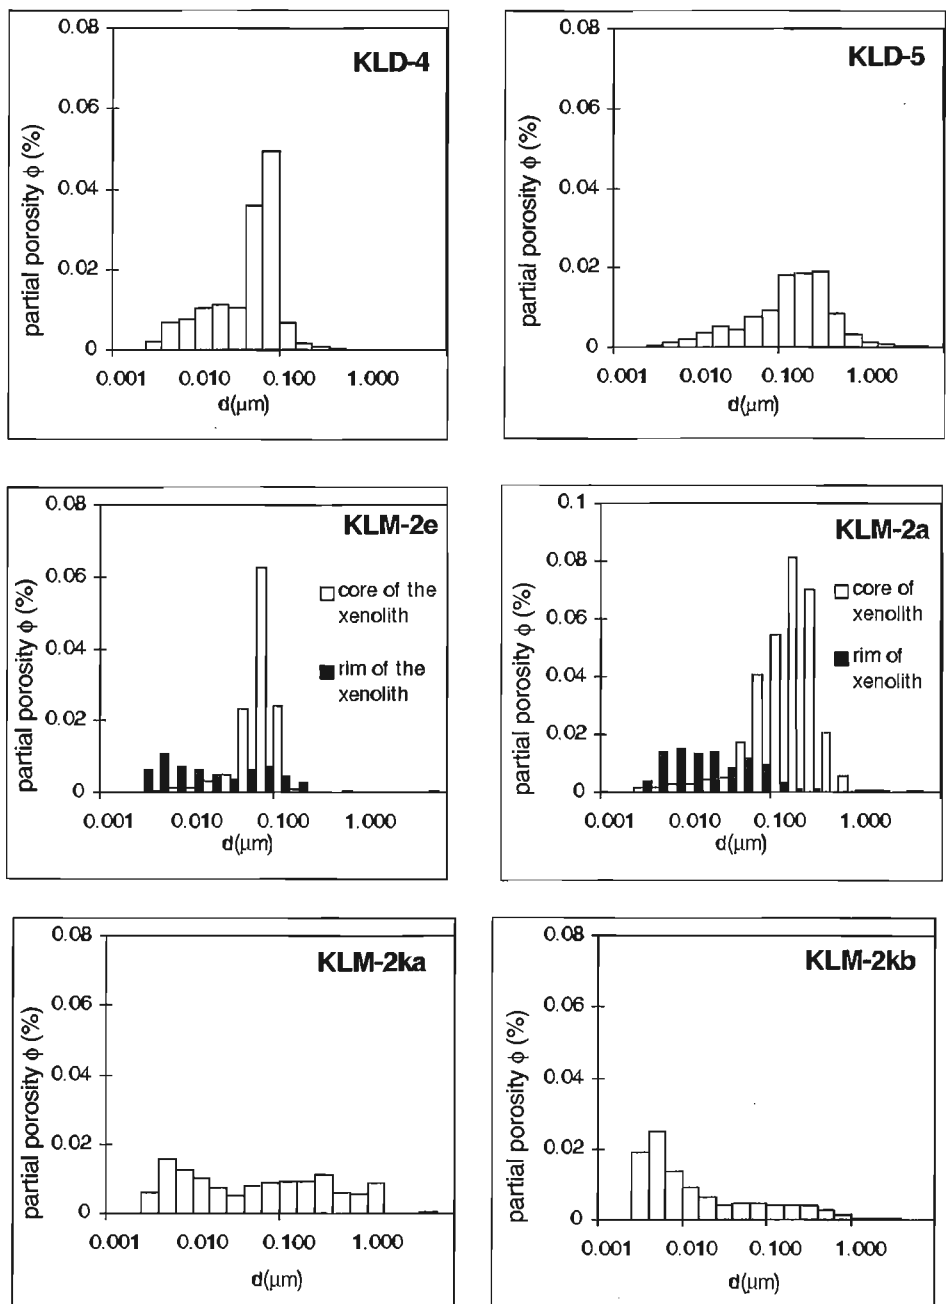 KLD-4
partial porosity ϕ (%)
0.08
0.06
0.04
0.02
0
0.001 0.010 0.100 1.000
d(µm)
KLD-5
partial porosity ϕ (%)
0.08
0.06
0.04
0.02
0
0.001 0.010 0.100 1.000
d(µm)
KLM-2e
partial porosity ϕ (%)
0.08
0.06
0.04
0.02
0
core of the
xenolith
rim of the
xenolith
0.001 0.010 0.100 1.000
d(µm)
KLM-2a
partial porosity ϕ (%)
0.1
0.08
0.06
0.04
0.02
0
core of
xenolith
rim of
xenolith
0.001 0.010 0.100 1.000
d(µm)
KLM-2ka
partial porosity ϕ (%)
0.08
0.06
0.04
0.02
0
0.001 0.010 0.100 1.000
d(µm)
KLM-2kb
partial porosity ϕ (%)
0.08
0.06
0.04
0.02
0
0.001 0.010 0.100 1.000
d(µm)